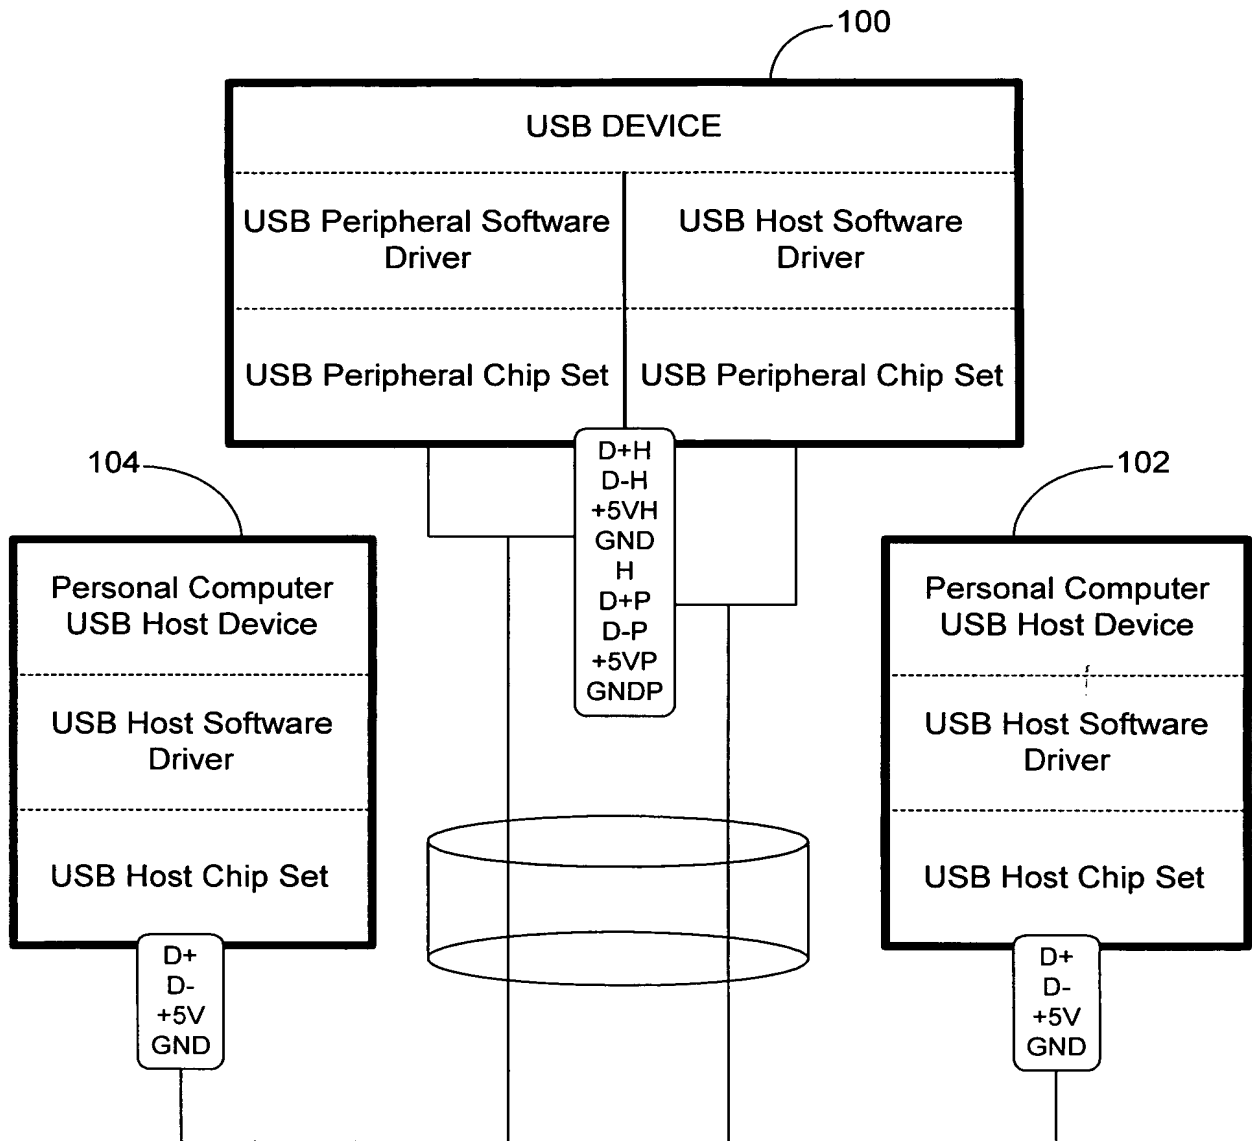 100
USB DEVICE
USB Peripheral Software
Driver
USB Host Software
Driver
USB Peripheral Chip Set
USB Peripheral Chip Set
D+H
D-H
+5VH
GND
H
D+P
D-P
+5VP
GNDP
104
Personal Computer
USB Host Device
USB Host Software
Driver
USB Host Chip Set
D+
D-
+5V
GND
102
Personal Computer
USB Host Device
USB Host Software
Driver
USB Host Chip Set
D+
D-
+5V
GND